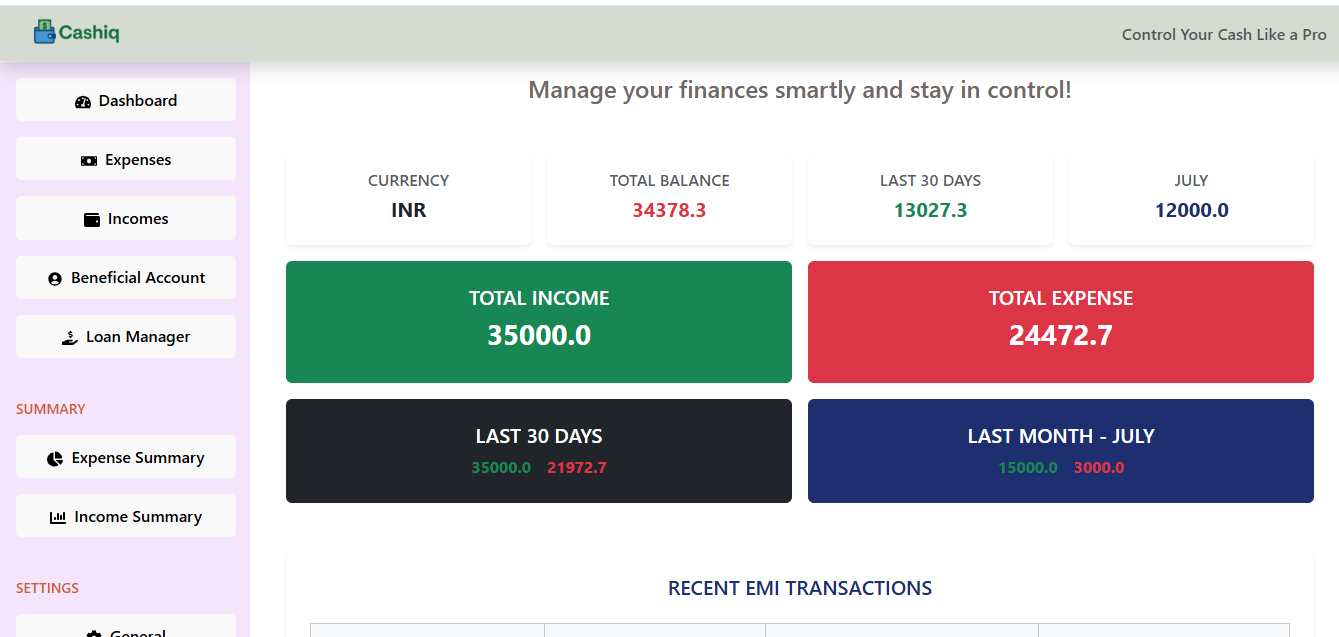 Cashiq
Control Your Cash Like a Pro
Dashboard
Expenses
Incomes
Beneficial Account
Loan Manager
SUMMARY
Expense Summary
Income Summary
SETTINGS
General
Manage your finances smartly and stay in control!
CURRENCY
INR
TOTAL BALANCE
34378.3
LAST 30 DAYS
13027.3
JULY
12000.0
TOTAL INCOME
35000.0
TOTAL EXPENSE
24472.7
LAST 30 DAYS
35000.0 21972.7
LAST MONTH - JULY
15000.0 3000.0
RECENT EMI TRANSACTIONS